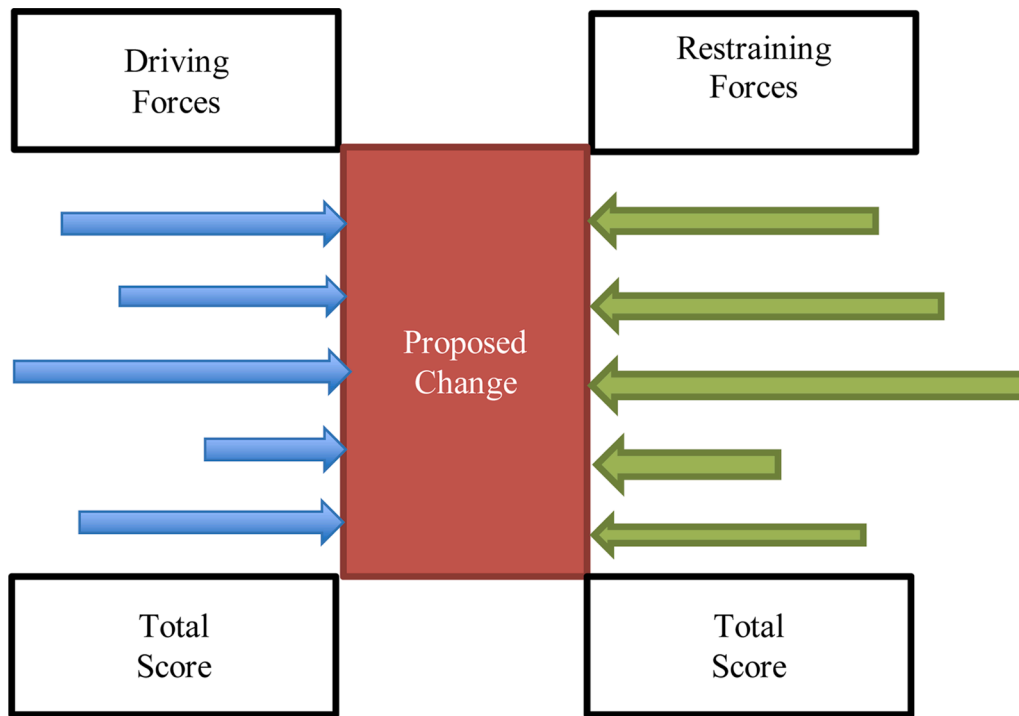 Driving
Forces
Restraining
Forces
Proposed
Change
Total
Score
Total
Score